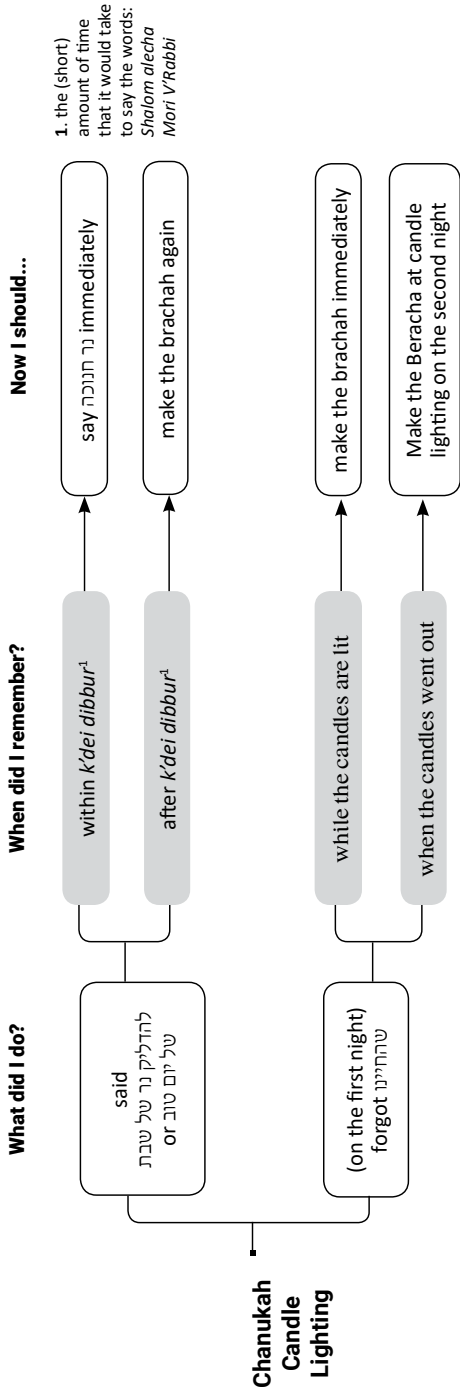 What did I do?
When did I remember?
Now I should...
Chanukah
Candle
Lighting
said
להדליק נר של שבת
or של יום טוב
within k'dei dibbur1
say נר חנוכה immediately
after k'dei dibbur1
make the brachah again
(on the first night)
forgot שהחיינו
while the candles are lit
make the brachah immediately
when the candles went out
Make the Beracha at candle
lighting on the second night
1. the (short)
amount of time
that it would take
to say the words:
Shalom alecha
Mori V'Rabbi